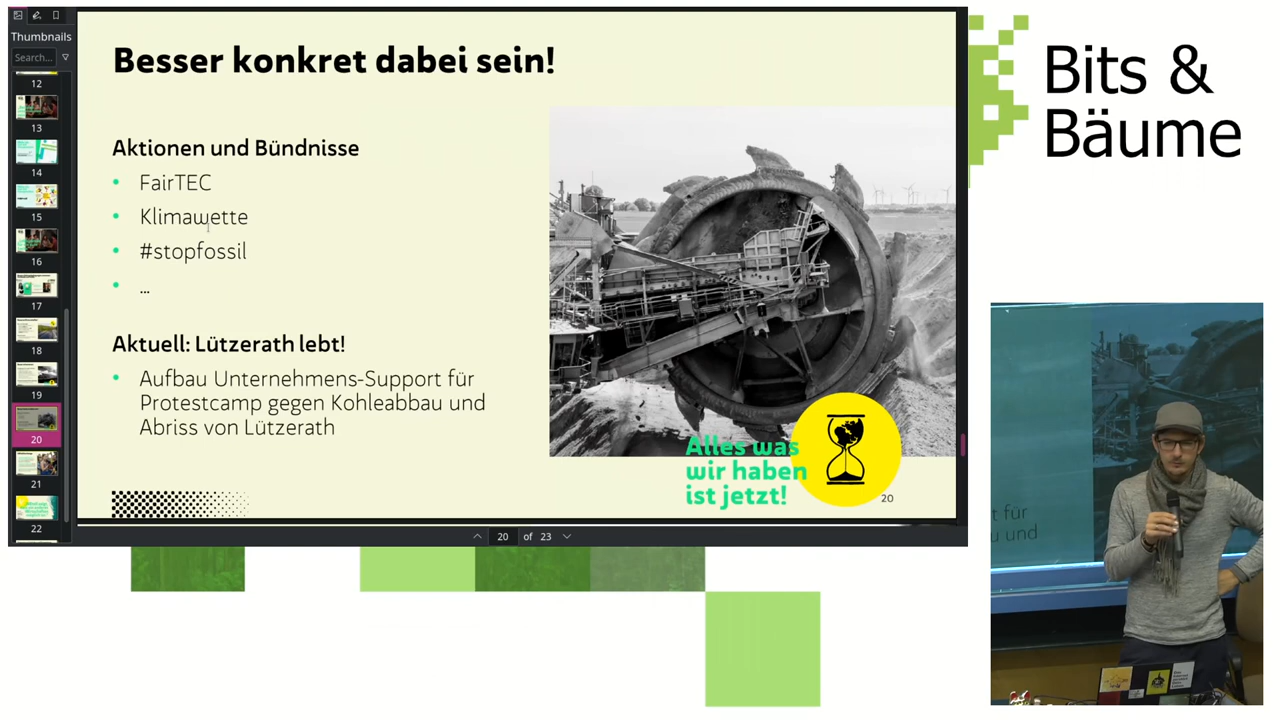 Thumbnails
Search...
12
13
14
15
16
17
18
19
20
21
22
Besser konkret dabei sein!
Aktionen und Bündnisse
• FairTEC
• Klimawette
• #stopfossil
• ...
Aktuell: Lützerath lebt!
• Aufbau Unternehmens-Support für
Protestcamp gegen Kohleabbau und
Abriss von Lützerath
Alles was
wir haben
ist jetzt!
20
20 of 23
Bits &
Bäume
t für
u und